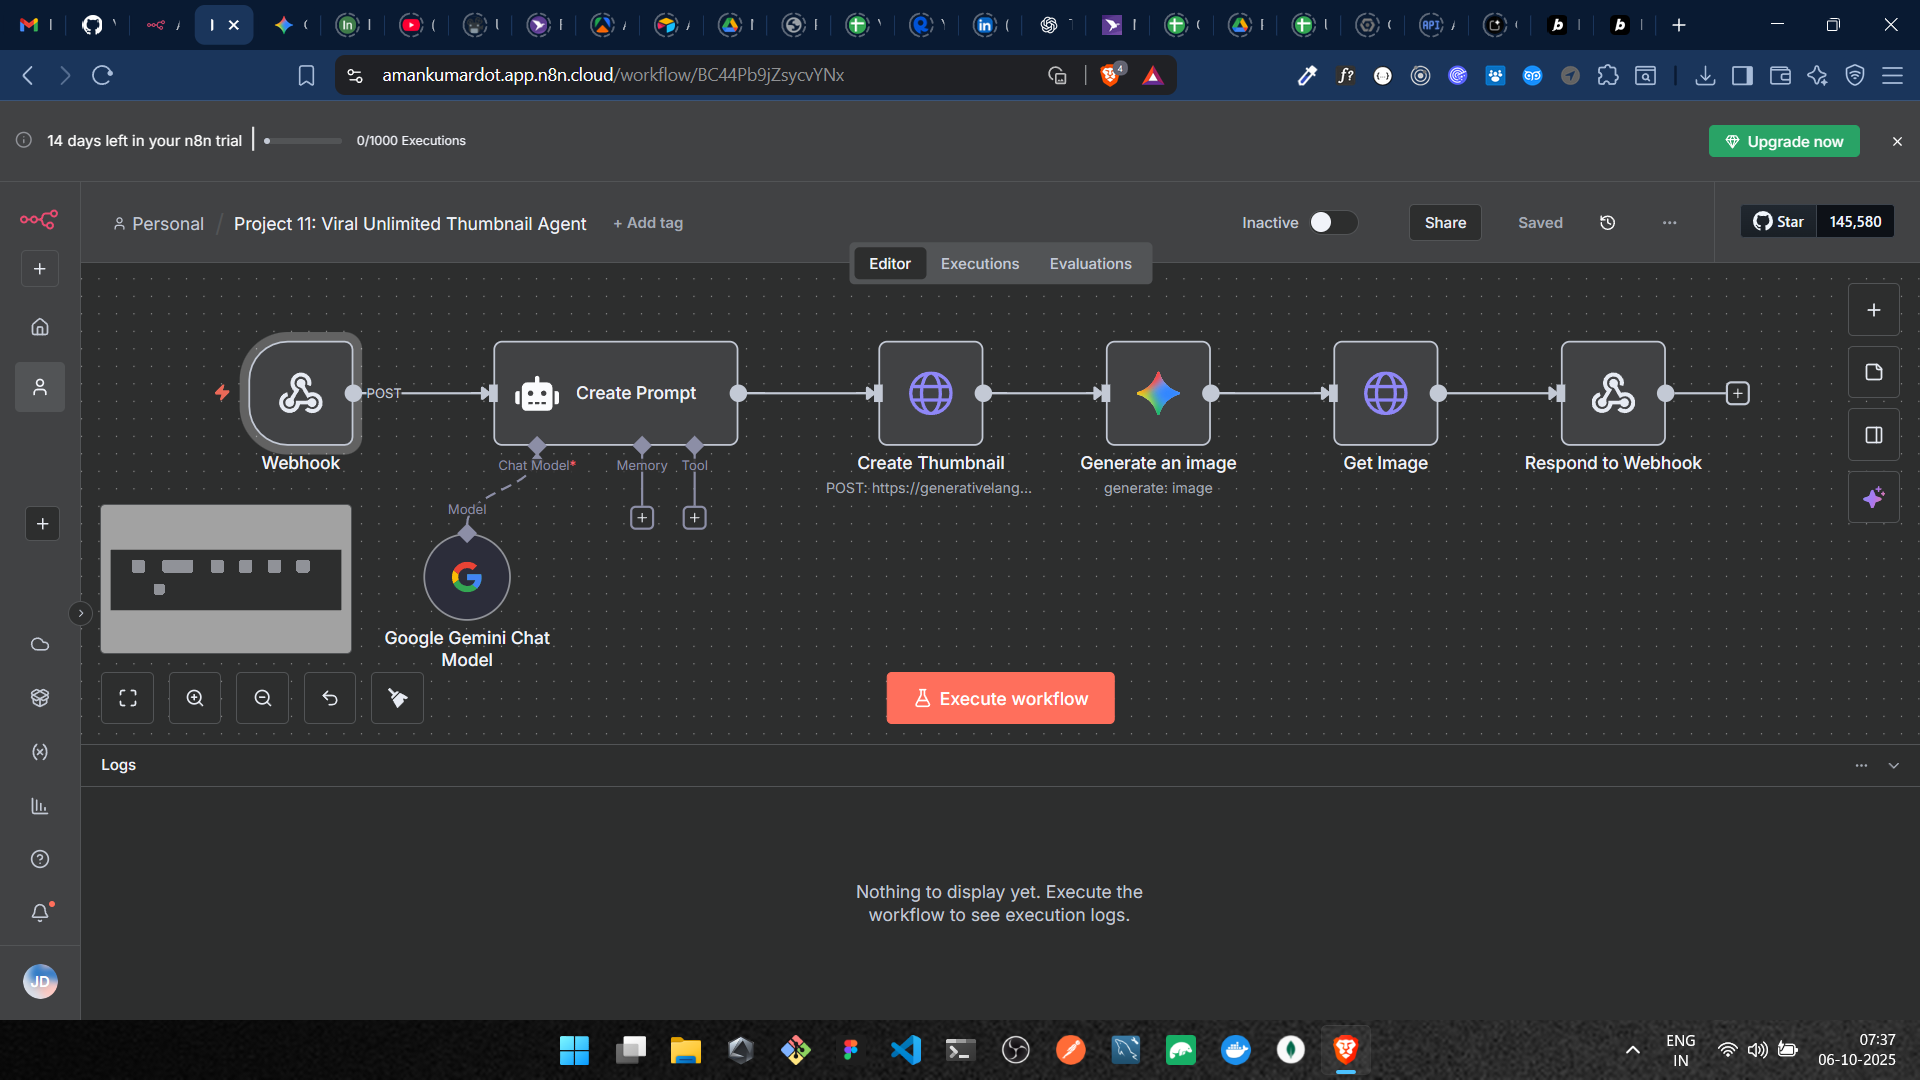 amankumardot.app.n8n.cloud/workflow/BC44Pb9jZsycvYNx
4
14 days left in your n8n trial
0/1000 Executions
Upgrade now
Personal / Project 11: Viral Unlimited Thumbnail Agent
+ Add tag
Inactive
Share
Saved
Star
145,580
Editor
Executions
Evaluations
POST
Create Prompt
Webhook
Chat Model*
Memory
Tool
Create Thumbnail
POST: https://generativelang...
Generate an image
generate: image
Get Image
Respond to Webhook
Model
Google Gemini Chat
Model
Execute workflow
Logs
Nothing to display yet. Execute the
workflow to see execution logs.
JD
ENG
IN
07:37
06-10-2025